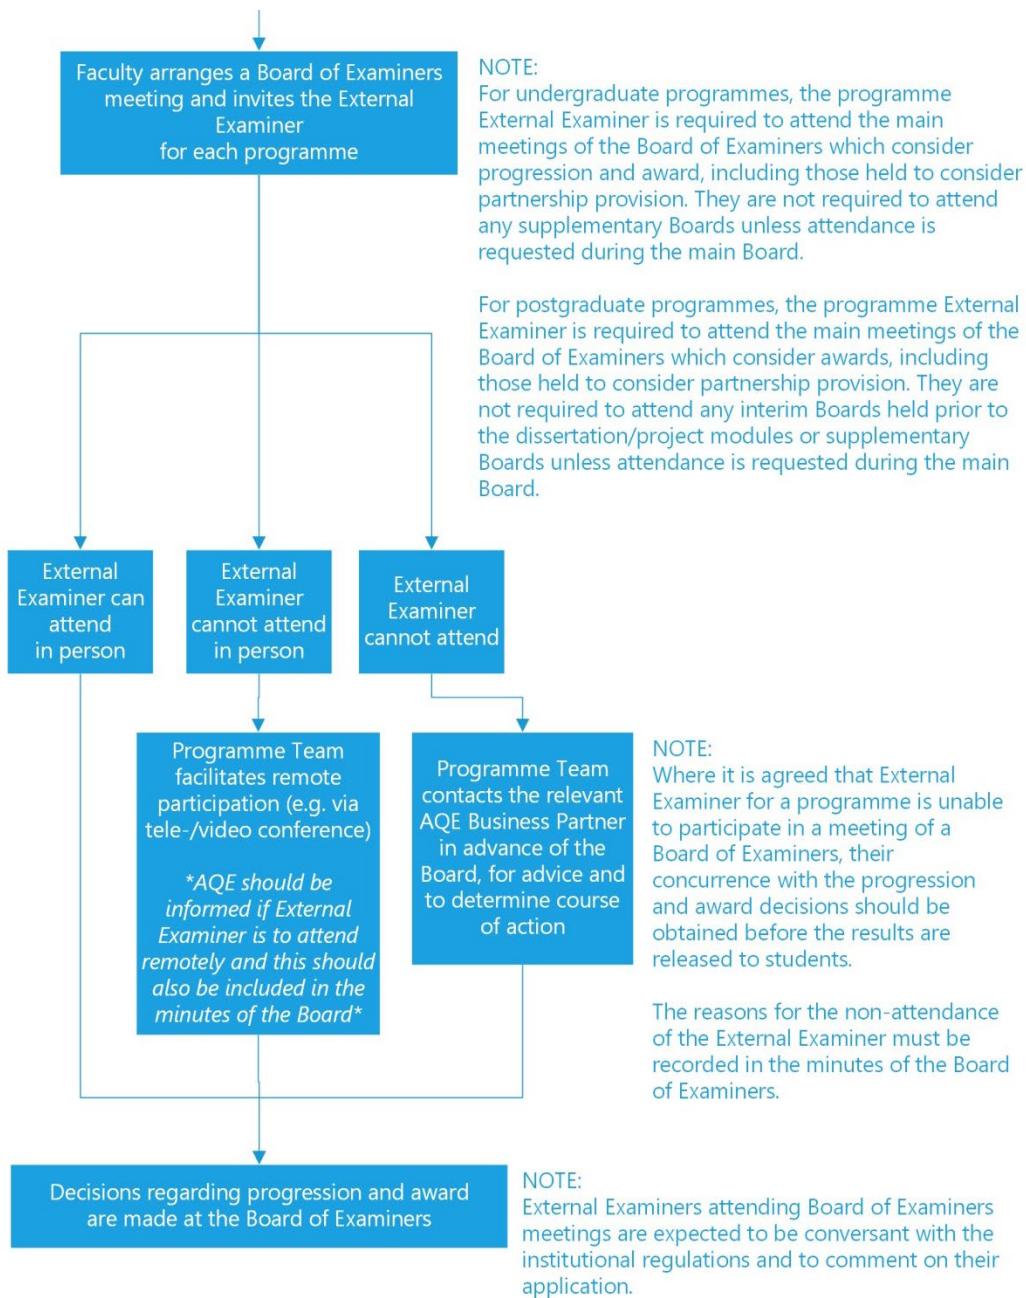 Faculty arranges a Board of Examiners
meeting and invites the External
Examiner
for each programme
NOTE:
For undergraduate programmes, the programme
External Examiner is required to attend the main
meetings of the Board of Examiners which consider
progression and award, including those held to consider
partnership provision. They are not required to attend
any supplementary Boards unless attendance is
requested during the main Board.
For postgraduate programmes, the programme External
Examiner is required to attend the main meetings of the
Board of Examiners which consider awards, including
those held to consider partnership provision. They are
not required to attend any interim Boards held prior to
the dissertation/project modules or supplementary
Boards unless attendance is requested during the main
Board.
External
Examiner can
attend
in person
External
Examiner
cannot attend
in person
External
Examiner
cannot attend
Programme Team
facilitates remote
participation (e.g. via
tele-/video conference)
*AQE should be
informed if External
Examiner is to attend
remotely and this should
also be included in the
minutes of the Board*
Programme Team
contacts the relevant
AQE Business Partner
in advance of the
Board, for advice and
to determine course
of action
NOTE:
Where it is agreed that External
Examiner for a programme is unable
to participate in a meeting of a
Board of Examiners, their
concurrence with the progression
and award decisions should be
obtained before the results are
released to students.
The reasons for the non-attendance
of the External Examiner must be
recorded in the minutes of the Board
of Examiners.
Decisions regarding progression and award
are made at the Board of Examiners
NOTE:
External Examiners attending Board of Examiners
meetings are expected to be conversant with the
institutional regulations and to comment on their
application.